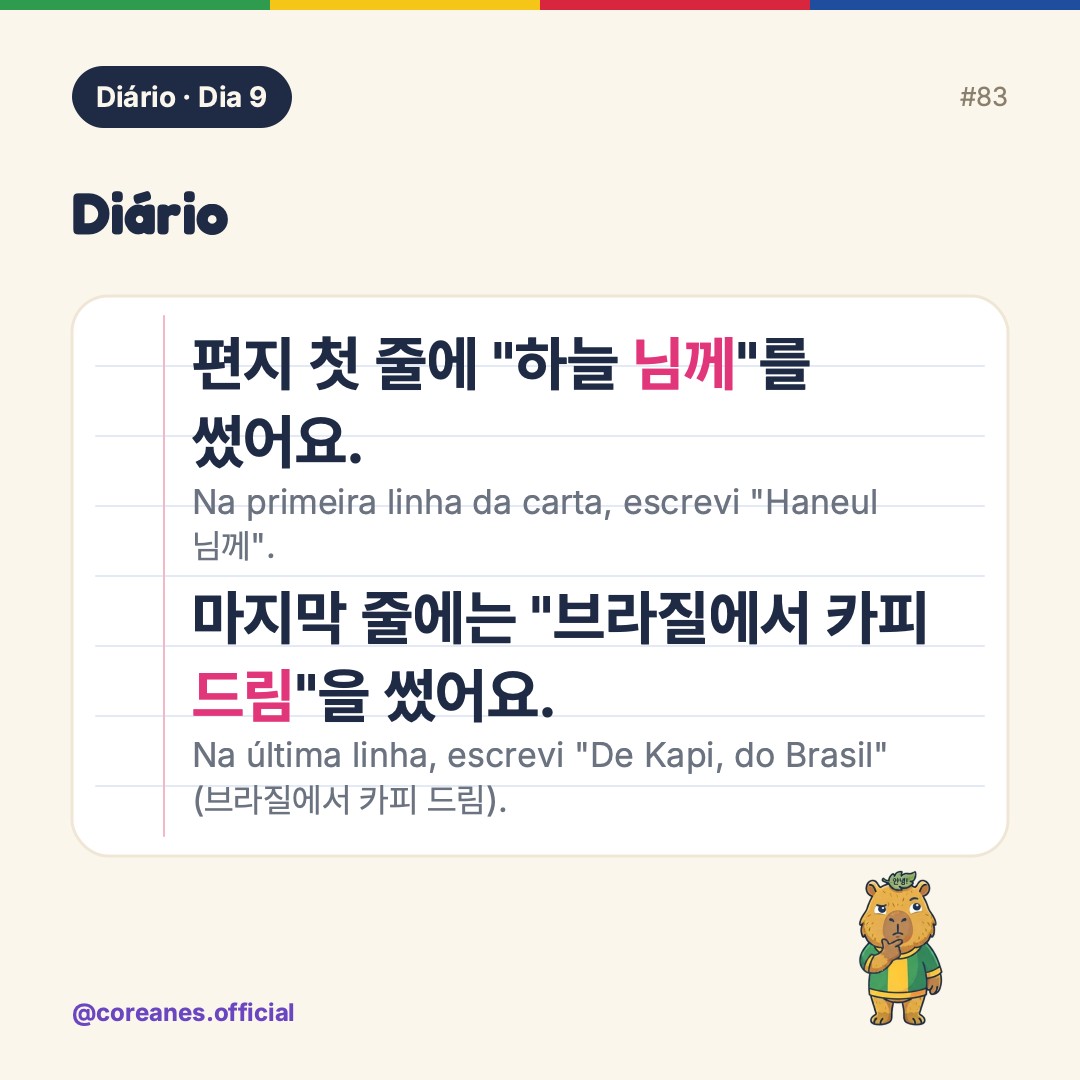 Diário · Dia 9
#83
Diário
편지 첫 줄에 "하늘 님께"를
썼어요.
Na primeira linha da carta, escrevi "Haneul
님께".
마지막 줄에는 "브라질에서 카피
드림"을 썼어요.
Na última linha, escrevi "De Kapi, do Brasil"
(브라질에서 카피 드림).
안녕!
@coreanes.official